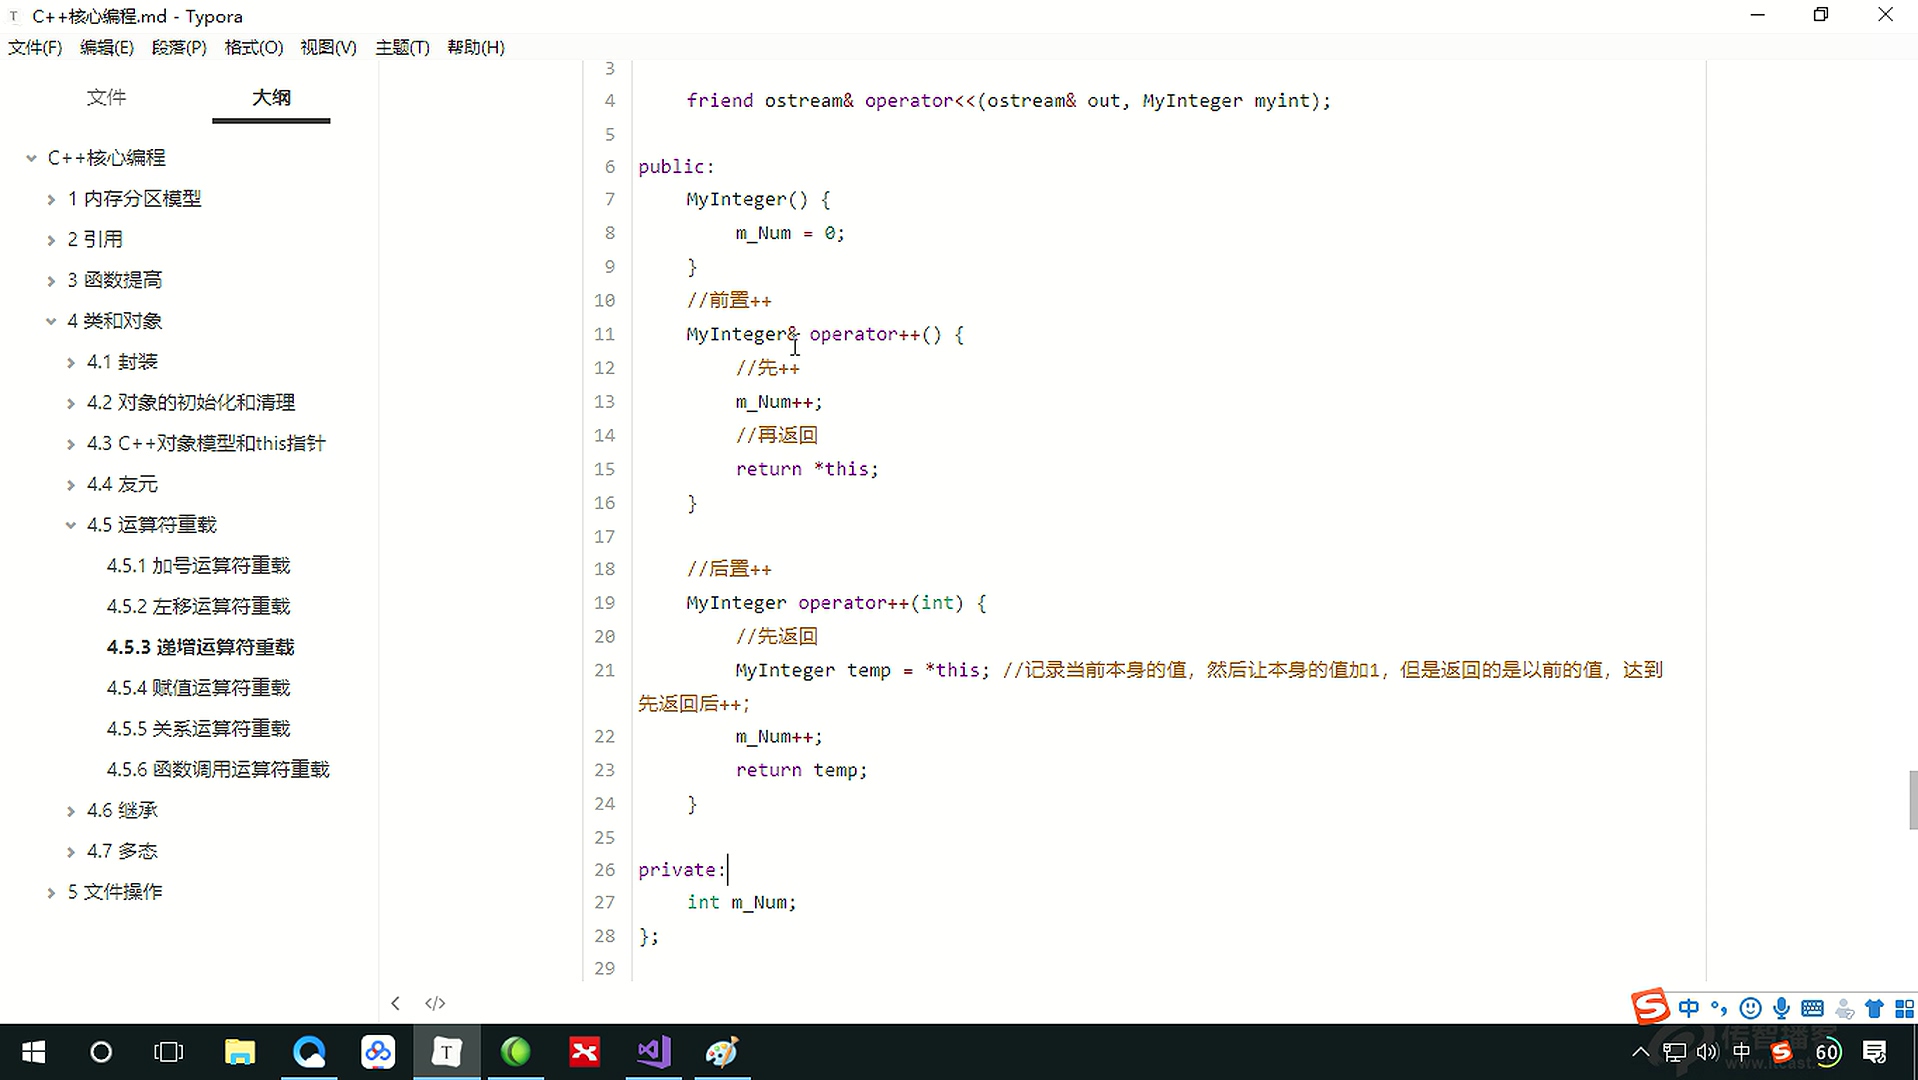 C++核心编程.md - Typora
文件(F) 编辑(E) 段落(P) 格式(O) 视图(V) 主题(T) 帮助(H)
文件 大纲
C++核心编程
1 内存分区模型
2 引用
3 函数提高
4 类和对象
4.1 封装
4.2 对象的初始化和清理
4.3 C++对象模型和this指针
4.4 友元
4.5 运算符重载
4.5.1 加号运算符重载
4.5.2 左移运算符重载
4.5.3 递增运算符重载
4.5.4 赋值运算符重载
4.5.5 关系运算符重载
4.5.6 函数调用运算符重载
4.6 继承
4.7 多态
5 文件操作
3
4 friend ostream& operator<<(ostream& out, MyInteger myint);
5
6 public:
7 MyInteger() {
8 m_Num = 0;
9 }
10 //前置++
11 MyInteger& operator++() {
12 //先++
13 m_Num++;
14 //再返回
15 return *this;
16 }
17
18 //后置++
19 MyInteger operator++(int) {
20 //先返回
21 MyInteger temp = *this; //记录当前本身的值，然后让本身的值加1，但是返回的是以前的值，达到
先返回后++；
22 m_Num++;
23 return temp;
24 }
25
26 private:
27 int m_Num;
28 };
29
中
中 60
传智播客